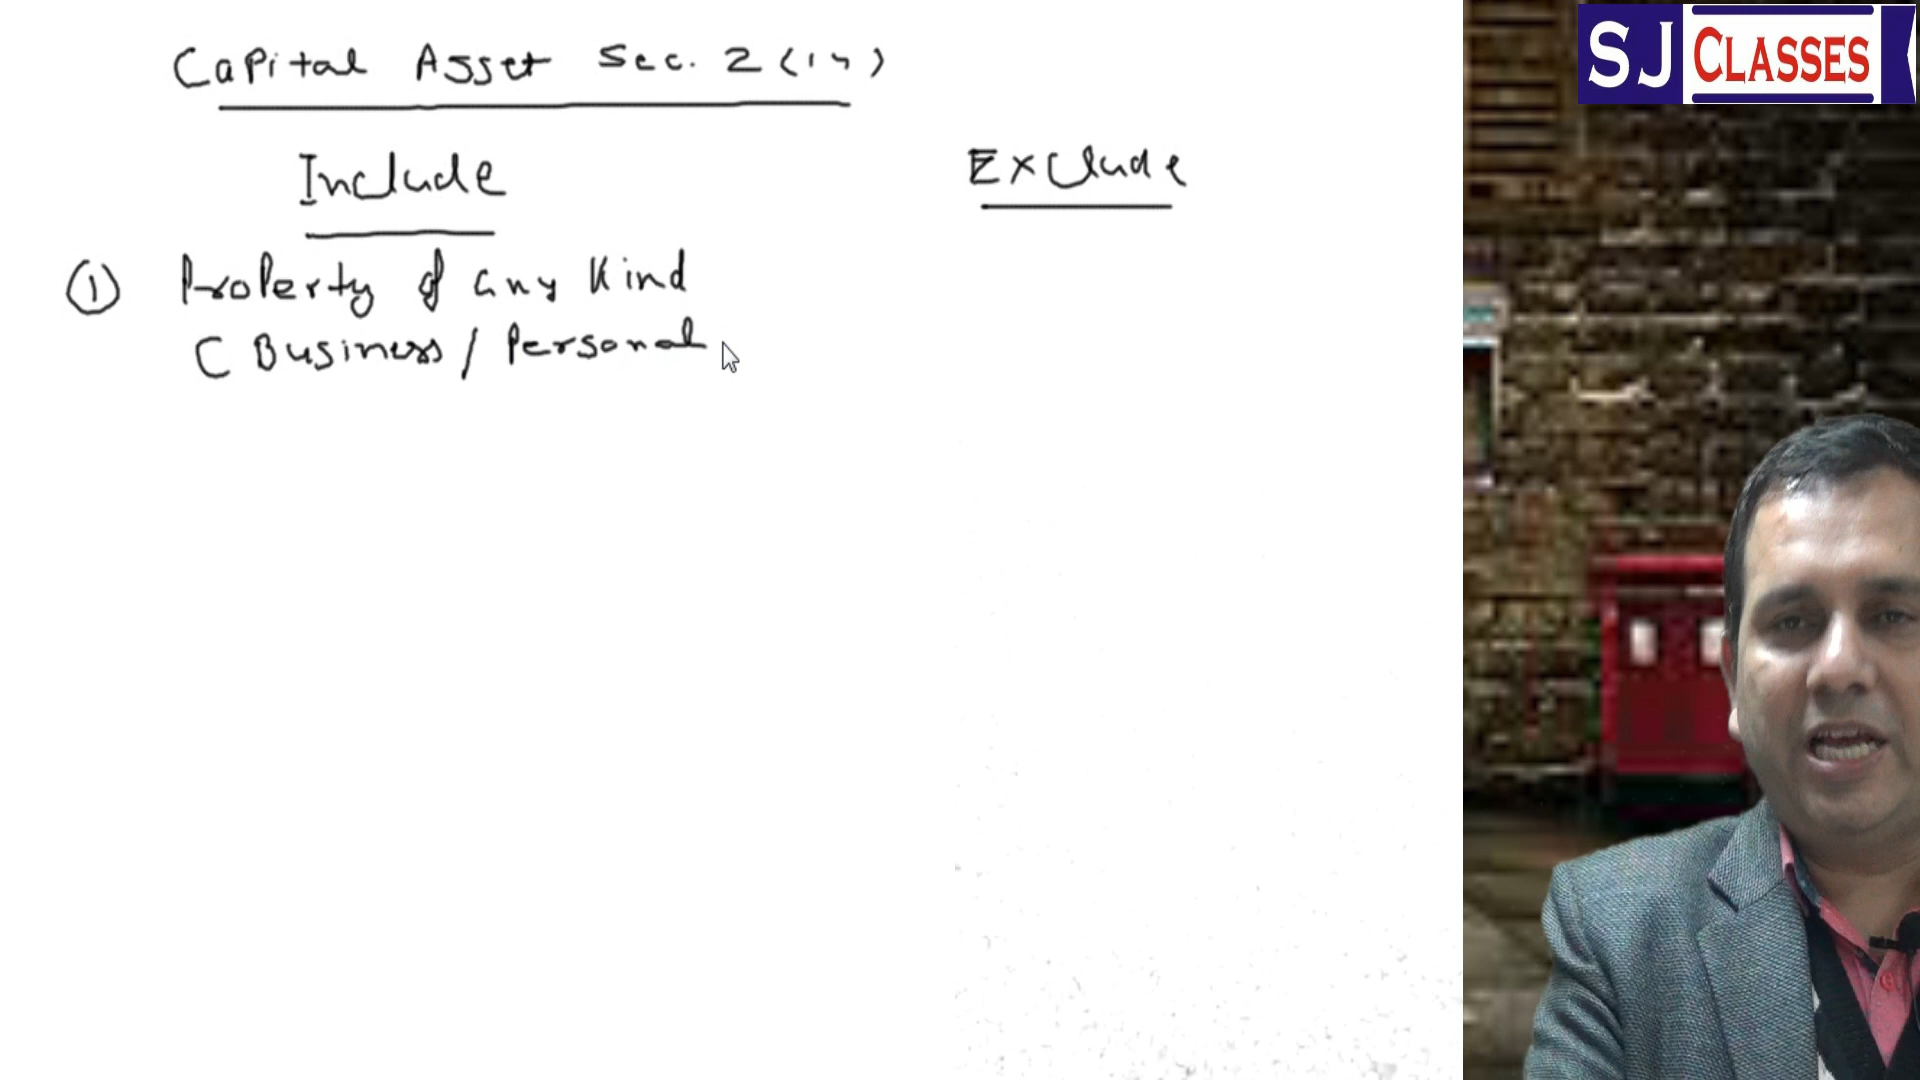 Capital Asset Sec. 2(14)
Include
Exclude
① Property of any Kind
( Business / Personal
SJ CLASSES